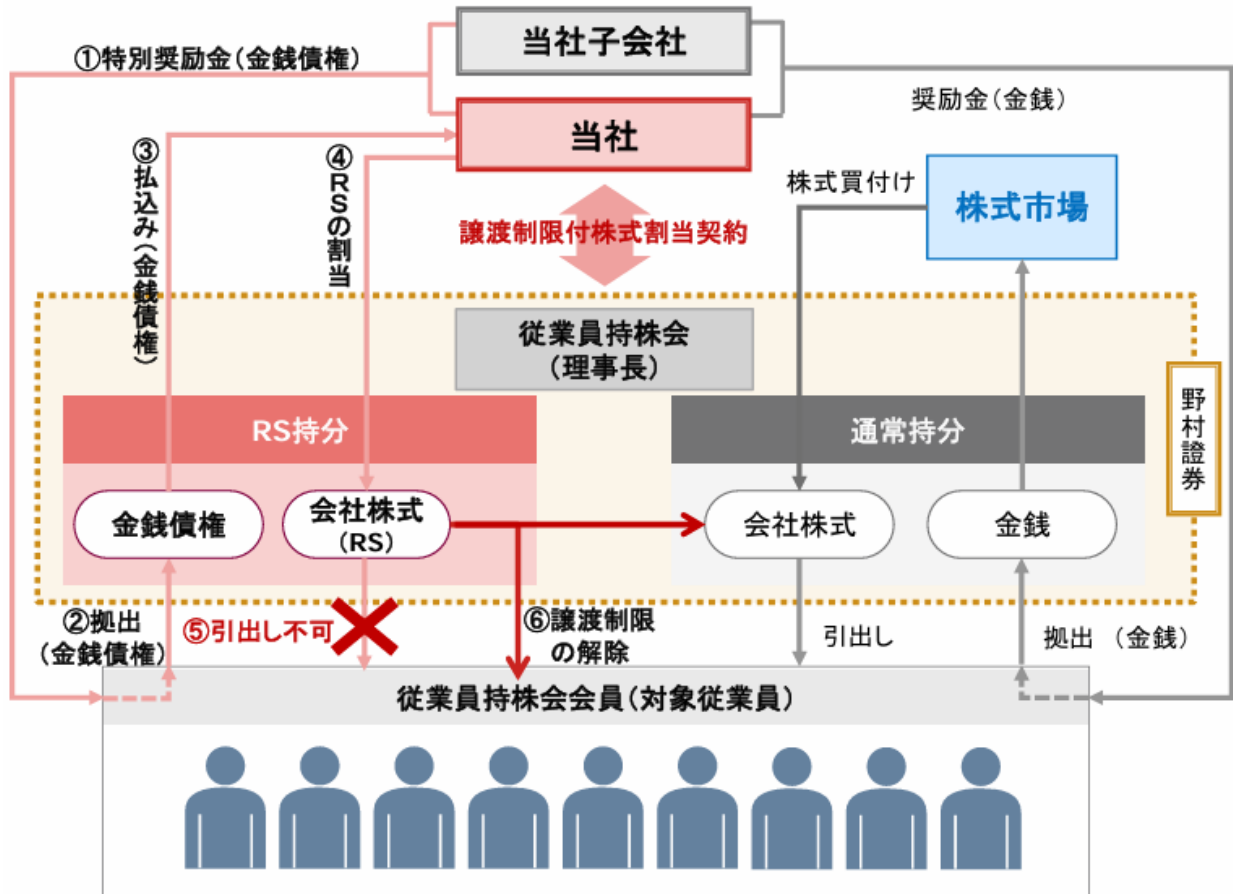 当社子会社
①特別奨励金(金銭債権)
奨励金(金銭)
当社
③払込み(金銭債権)
④RSの割当
株式買付け
株式市場
譲渡制限付株式割当契約
従業員持株会
(理事長)
野村證券
RS持分
通常持分
金銭債権
会社株式
(RS)
会社株式
金銭
②拠出
(金銭債権)
⑤引出し不可
⑥譲渡制限
の解除
引出し
拠出 (金銭)
従業員持株会会員(対象従業員)